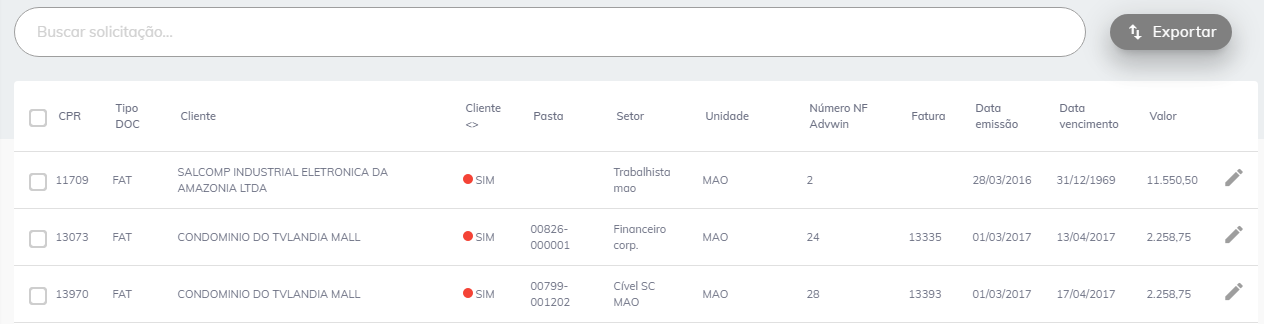 Buscar solicitação...
Exportar
CPR Tipo DOC Cliente Cliente <> Pasta Setor Unidade Número NF Advwin Fatura Data emissão Data vencimento Valor
11709 FAT SALCOMP INDUSTRIAL ELETRONICA DA AMAZONIA LTDA SIM Trabalhista mao MAO 2 28/03/2016 31/12/1969 11.550,50
13073 FAT CONDOMINIO DO TVLANDIA MALL SIM 00826-000001 Financeiro corp. MAO 24 13335 01/03/2017 13/04/2017 2.258,75
13970 FAT CONDOMINIO DO TVLANDIA MALL SIM 00799-001202 Cível SC MAO MAO 28 13393 01/03/2017 17/04/2017 2.258,75